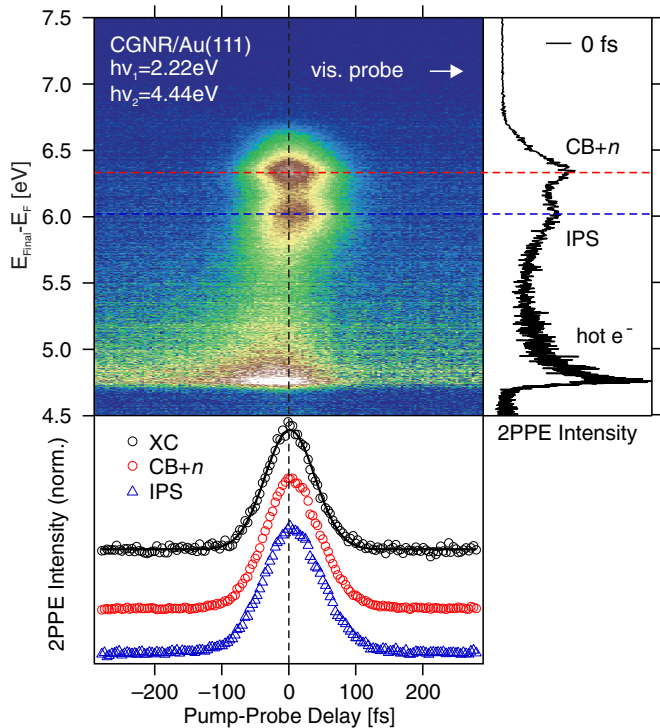 7.5
7.0
6.5
6.0
5.5
5.0
4.5
E_Final-E_F [eV]
CGNR/Au(111)
hν₁=2.22eV
hν₂=4.44eV
vis. probe →
— 0 fs
CB+n
IPS
hot e⁻
2PPE Intensity
XC
CB+n
IPS
2PPE Intensity (norm.)
−200 −100 0 100 200
Pump-Probe Delay [fs]